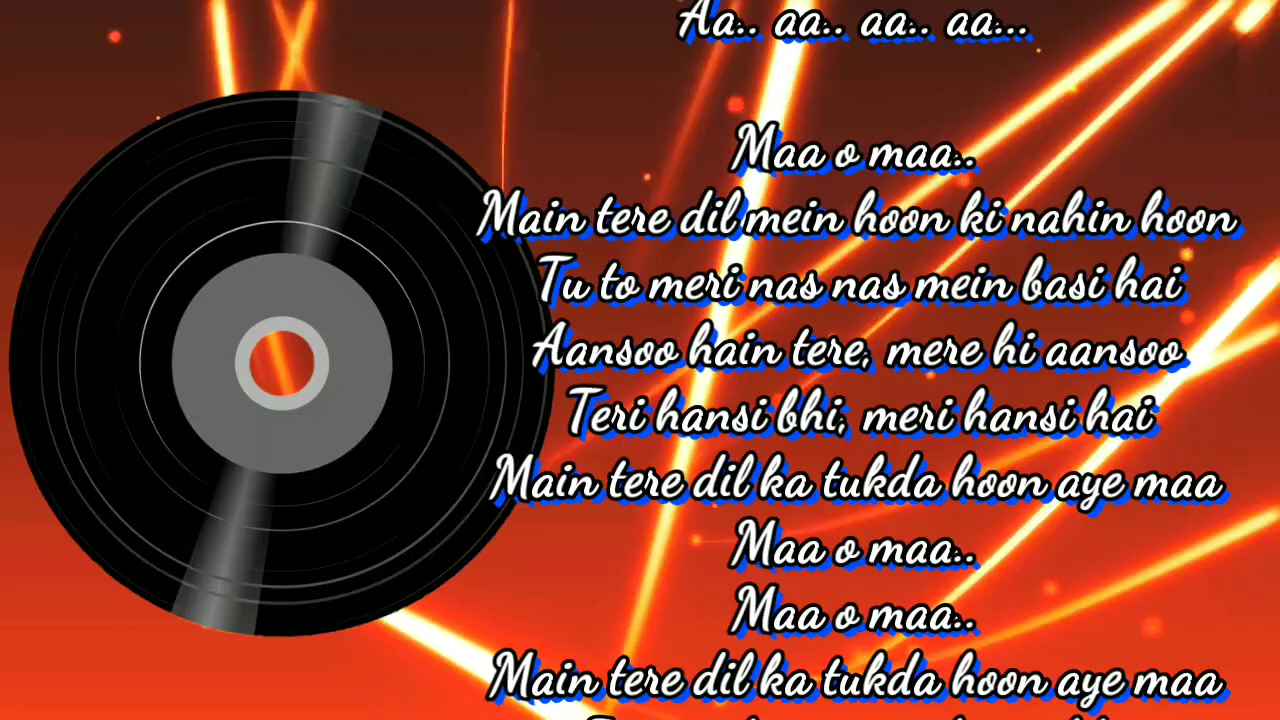 Aa.. aa.. aa.. aa...
Maa o maa..
Main tere dil mein hoon ki nahin hoon
Tu to meri nas nas mein basi hai
Aansoo hain tere, mere hi aansoo
Teri hansi bhi, meri hansi hai
Main tere dil ka tukda hoon aye maa
Maa o maa..
Maa o maa..
Main tere dil ka tukda hoon aye maa